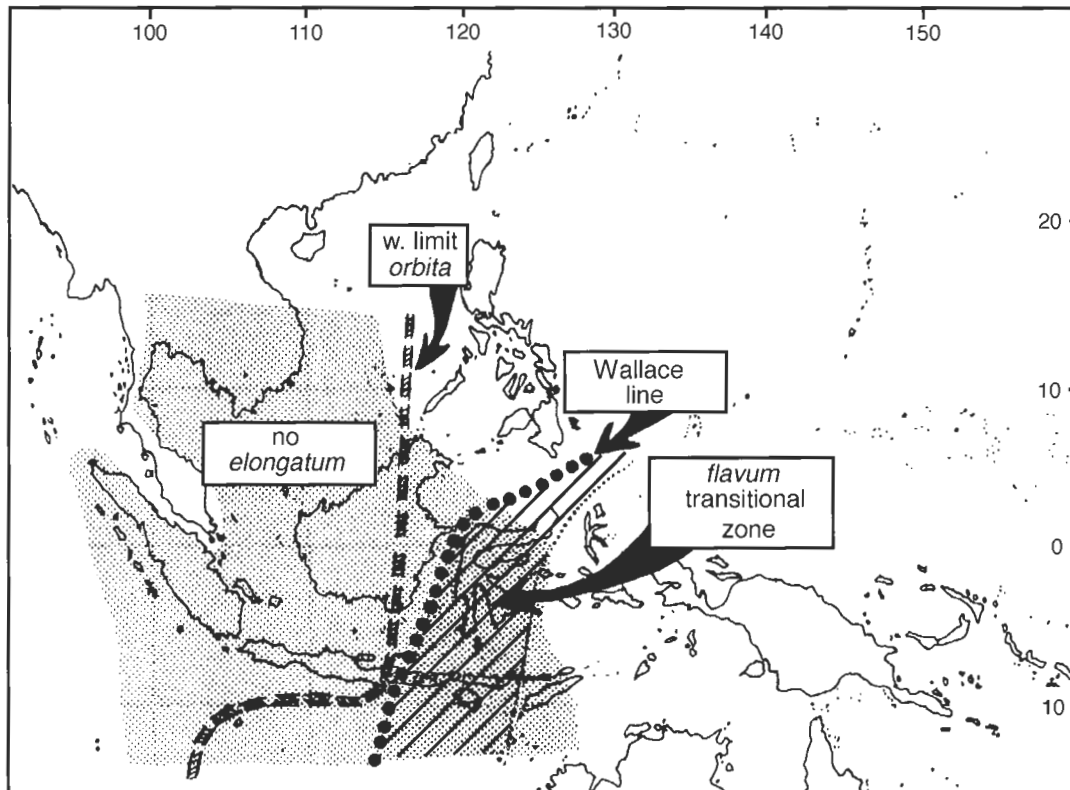 100 110 120 130 140 150
20
w. limit
orbita
Wallace
line
10
no
elongatum
flavum
transitional
zone
0
10